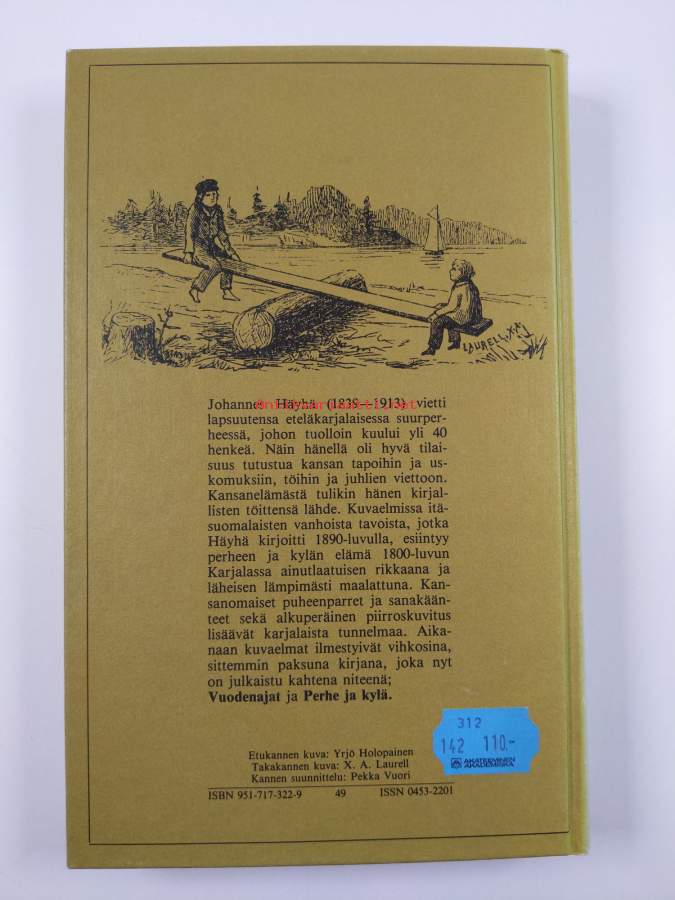 LAURELL, X.A.
Johannes Häyhä (1839–1913) vietti
antikvariaatti.net
lapsuutensa eteläkarjalaisessa suurper-
heessä, johon tuolloin kuului yli 40
henkeä. Näin hänellä oli hyvä tilai-
suus tutustua kansan tapoihin ja us-
komuksiin, töihin ja juhlien viettoon.
Kansanelämästä tulikin hänen kirjal-
listen töittensä lähde. Kuvaelmissa itä-
suomalaisten vanhoista tavoista, jotka
Häyhä kirjoitti 1890-luvulla, esiintyy
perheen ja kylän elämä 1800-luvun
Karjalassa ainutlaatuisen rikkaana ja
läheisen lämpimästi maalattuna. Kan-
sanomaiset puheenparret ja sanakään-
teet sekä alkuperäinen piirroskuvitus
lisäävät karjalaista tunnelmaa. Aika-
naan kuvaelmat ilmestyivät vihkosina,
sittemmin paksuna kirjana, joka nyt
on julkaistu kahtena niteenä;
Vuodenajat ja Perhe ja kylä.
312
142 110.-
AKATEEMINEN
Etukannen kuva: Yrjö Holopainen
Takakannen kuva: X. A. Laurell
Kannen suunnittelu: Pekka Vuori
ISBN 951-717-322-9 49 ISSN 0453-2201